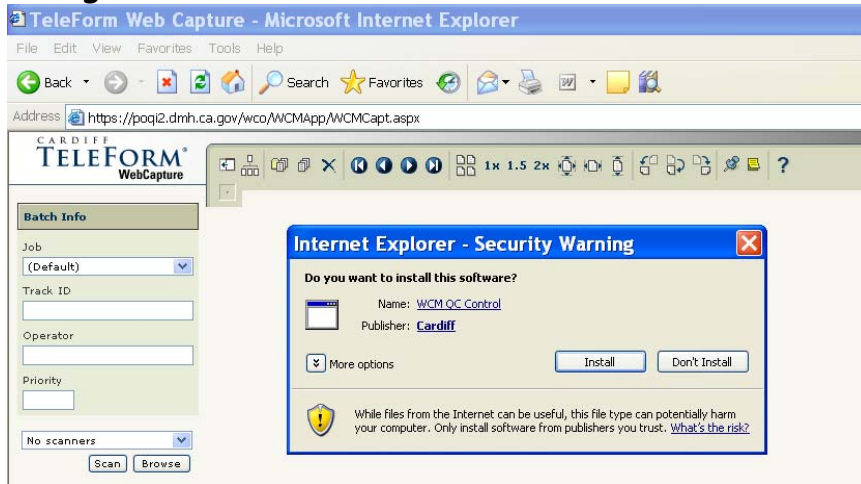 TeleForm Web Capture - Microsoft Internet Explorer
File Edit View Favorites Tools Help
Back Search Favorites
Address https://poqi2.dmh.ca.gov/wco/WCMApp/WCMCapt.aspx
CARDIFF
TELEFORM®
WebCapture
1x 1.5 2x ?
Batch Info
Job
(Default)
Track ID
Operator
Priority
No scanners
Scan Browse
Internet Explorer - Security Warning
Do you want to install this software?
Name: WCM QC Control
Publisher: Cardiff
More options Install Don't Install
While files from the Internet can be useful, this file type can potentially harm
your computer. Only install software from publishers you trust. What's the risk?